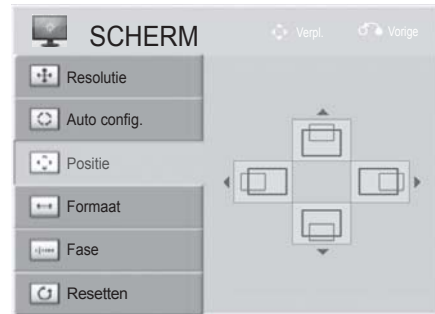 SCHERM
Verpl.
Vorige
Resolutie
Auto config.
Positie
Formaat
Fase
Resetten